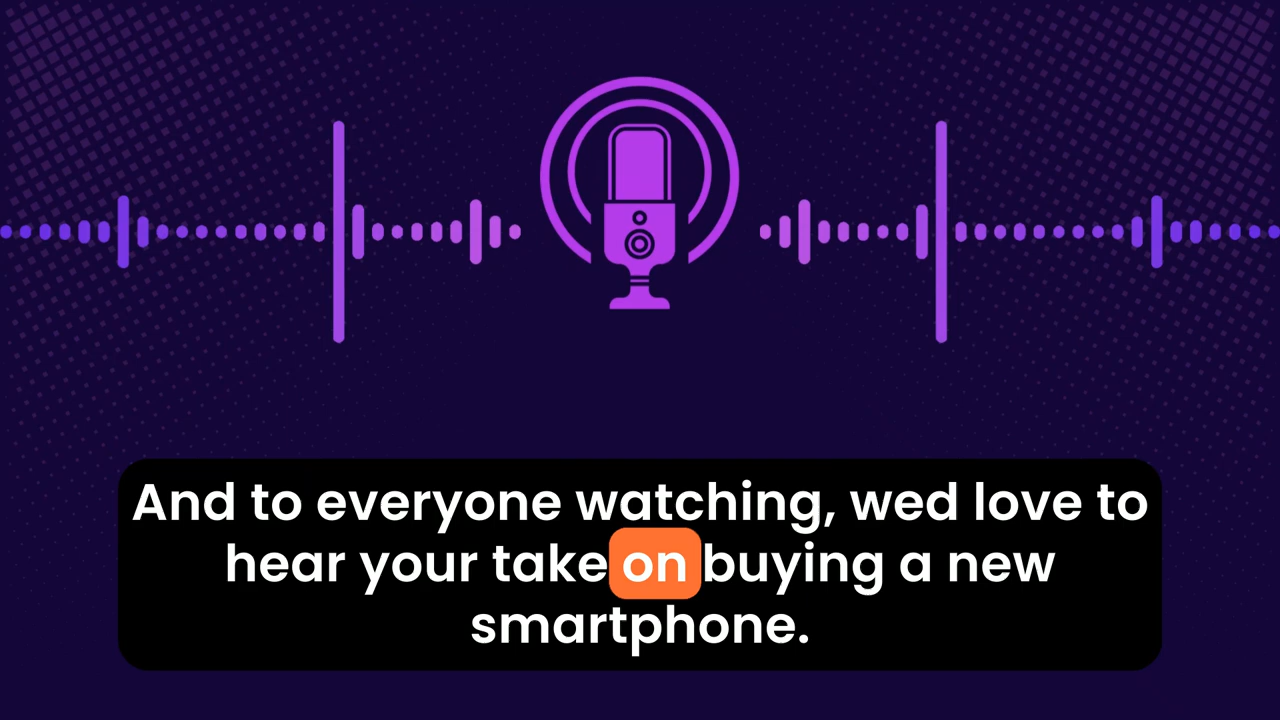 And to everyone watching, wed love to
hear your take on buying a new
smartphone.